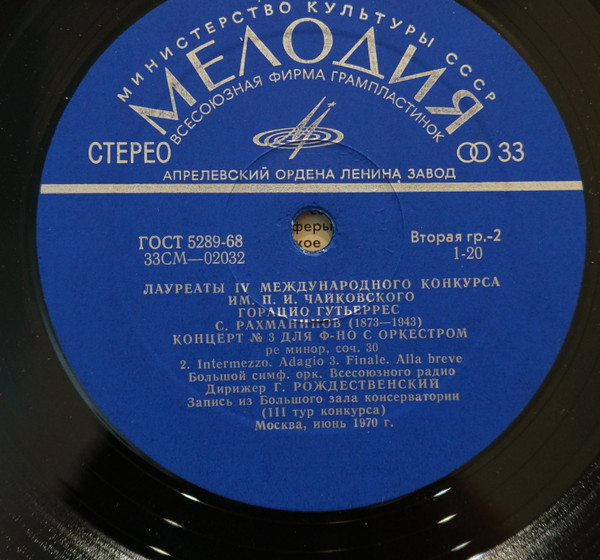 МИНИСТЕРСТВО КУЛЬТУРЫ СССР
МЕЛОДИЯ
ВСЕСОЮЗНАЯ ФИРМА ГРАМПЛАСТИНОК
СТЕРЕО
33
АПРЕЛЕВСКИЙ ОРДЕНА ЛЕНИНА ЗАВОД
феры
кое
ГОСТ 5289-68
Вторая гр.-2
33СМ—02032
1-20
ЛАУРЕАТЫ IV МЕЖДУНАРОДНОГО КОНКУРСА
ИМ. П. И. ЧАЙКОВСКОГО
ГОРАЦИО ГУТЬЕРРЕС
С. РАХМАНИНОВ (1873—1943)
КОНЦЕРТ № 3 ДЛЯ Ф-НО С ОРКЕСТРОМ
ре минор, соч. 30
2. Intermezzo. Adagio 3. Finale. Alla breve
Большой симф. орк. Всесоюзного радио
Дирижер Г. РОЖДЕСТВЕНСКИЙ
Запись из Большого зала консерватории
(III тур конкурса)
Москва, июнь 1970 г.